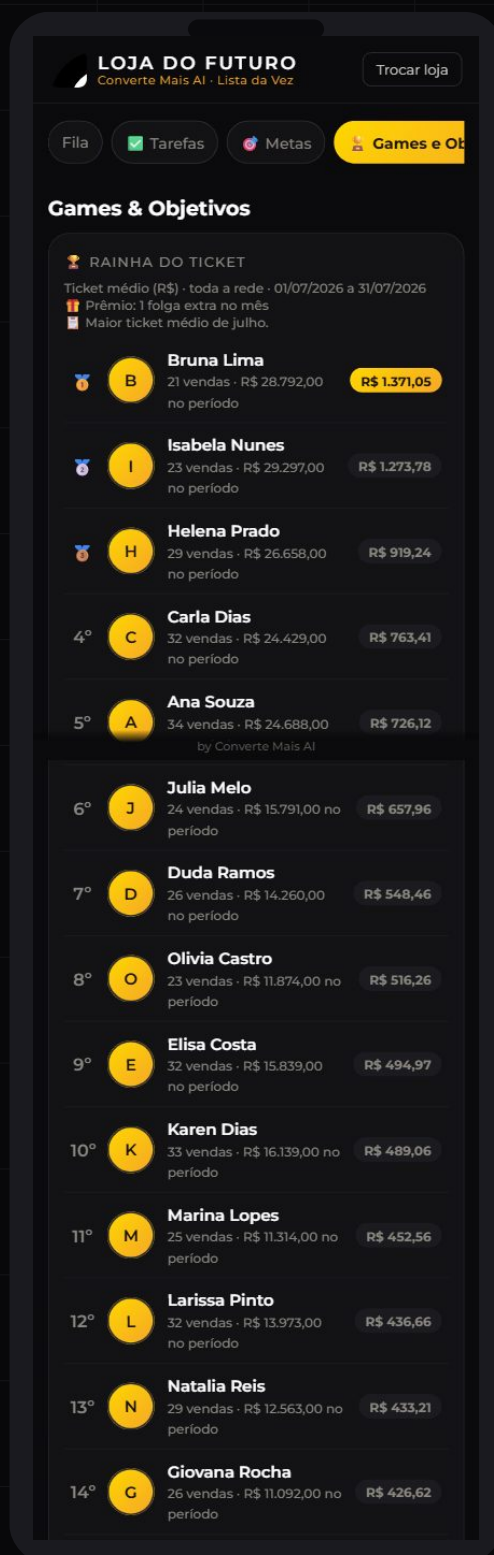 LOJA DO FUTURO
Converte Mais AI · Lista da Vez
Trocar loja
Fila
✅ Tarefas
🎯 Metas
🏆 Games e Ob
Games & Objetivos
🏆 RAINHA DO TICKET
Ticket médio (R$) · toda a rede · 01/07/2026 a 31/07/2026
🎁 Prêmio: 1 folga extra no mês
📋 Maior ticket médio de julho.
🥇
B
Bruna Lima
21 vendas · R$ 28.792,00
no período
R$ 1.371,05
🥈
I
Isabela Nunes
23 vendas · R$ 29.297,00
no período
R$ 1.273,78
🥉
H
Helena Prado
29 vendas · R$ 26.658,00
no período
R$ 919,24
4º
C
Carla Dias
32 vendas · R$ 24.429,00
no período
R$ 763,41
5º
A
Ana Souza
34 vendas · R$ 24.688,00
R$ 726,12
by Converte Mais AI
6º
J
Julia Melo
24 vendas · R$ 15.791,00 no
período
R$ 657,96
7º
D
Duda Ramos
26 vendas · R$ 14.260,00
no período
R$ 548,46
8º
O
Olivia Castro
23 vendas · R$ 11.874,00 no
período
R$ 516,26
9º
E
Elisa Costa
32 vendas · R$ 15.839,00
no período
R$ 494,97
10º
K
Karen Dias
33 vendas · R$ 16.139,00 no
período
R$ 489,06
11º
M
Marina Lopes
25 vendas · R$ 11.314,00 no
período
R$ 452,56
12º
L
Larissa Pinto
32 vendas · R$ 13.973,00
no período
R$ 436,66
13º
N
Natalia Reis
29 vendas · R$ 12.563,00 no
período
R$ 433,21
14º
G
Giovana Rocha
26 vendas · R$ 11.092,00 no
período
R$ 426,62